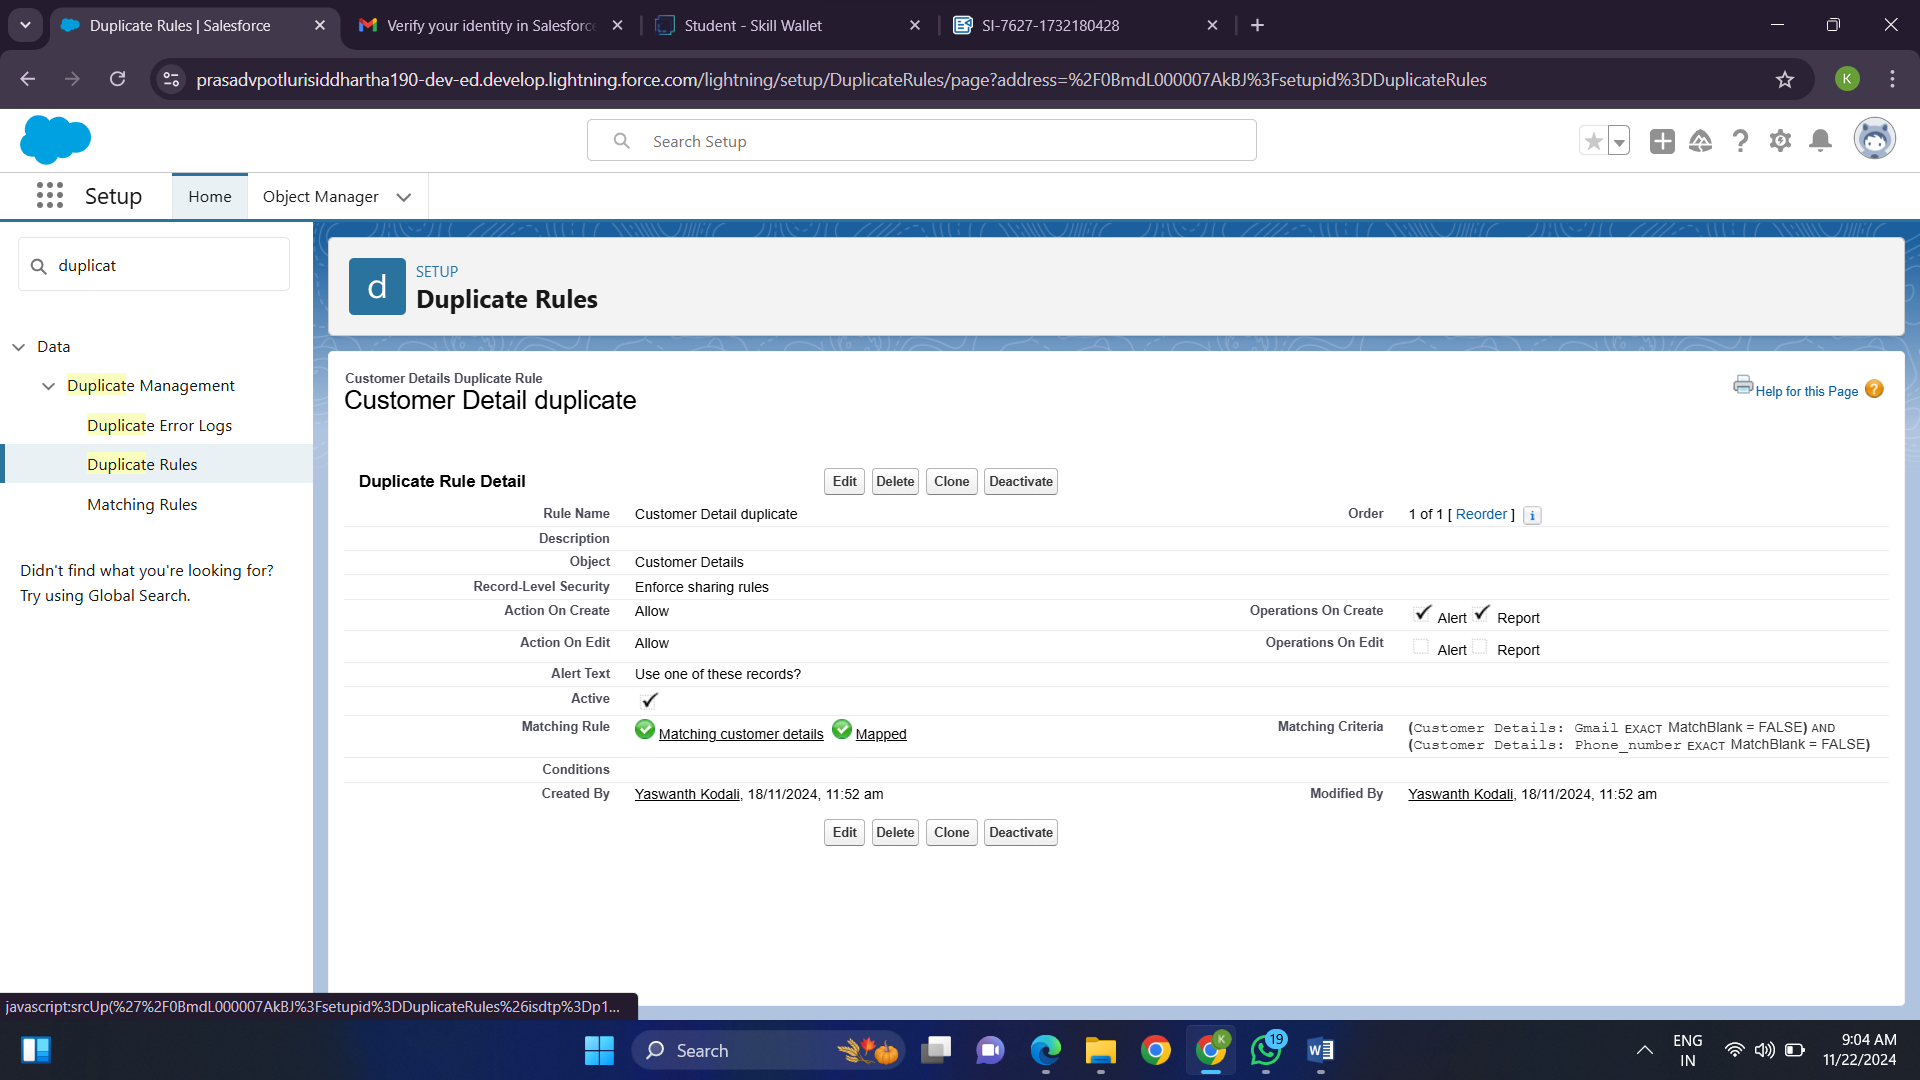 Duplicate Rules | Salesforce
Verify your identity in Salesforc
Student - Skill Wallet
SI-7627-1732180428
prasadvpotlurisiddhartha190-dev-ed.develop.lightning.force.com/lightning/setup/DuplicateRules/page?address=%2F0BmdL000007AkBJ%3Fsetupid%3DDuplicateRules
K
Search Setup
Setup
Home
Object Manager
duplicat
Data
Duplicate Management
Duplicate Error Logs
Duplicate Rules
Matching Rules
Didn't find what you're looking for?
Try using Global Search.
d
SETUP
Duplicate Rules
Customer Details Duplicate Rule
Customer Detail duplicate
Help for this Page ?
Duplicate Rule Detail
Edit Delete Clone Deactivate
Rule Name Customer Detail duplicate Order 1 of 1 [ Reorder ] i
Description
Object Customer Details
Record-Level Security Enforce sharing rules
Action On Create Allow Operations On Create Alert Report
Action On Edit Allow Operations On Edit Alert Report
Alert Text Use one of these records?
Active
Matching Rule Matching customer details Mapped Matching Criteria (Customer Details: Gmail EXACT MatchBlank = FALSE) AND
(Customer Details: Phone_number EXACT MatchBlank = FALSE)
Conditions
Created By Yaswanth Kodali, 18/11/2024, 11:52 am Modified By Yaswanth Kodali, 18/11/2024, 11:52 am
Edit Delete Clone Deactivate
javascript:srcUp(%27%2F0BmdL000007AkBJ%3Fsetupid%3DDuplicateRules%26isdtp%3Dp1...
Search
K
19
W
ENG
IN
9:04 AM
11/22/2024